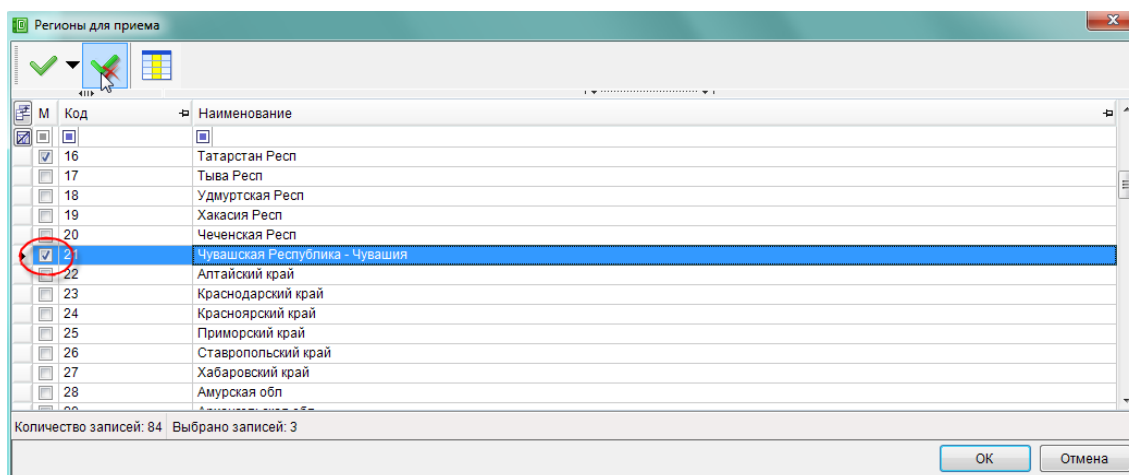 Регионы для приема
М Код Наименование
16 Татарстан Респ
17 Тыва Респ
18 Удмуртская Респ
19 Хакасия Респ
20 Чеченская Респ
21 Чувашская Республика - Чувашия
22 Алтайский край
23 Краснодарский край
24 Красноярский край
25 Приморский край
26 Ставропольский край
27 Хабаровский край
28 Амурская обл
Количество записей: 84 Выбрано записей: 3
ОК Отмена